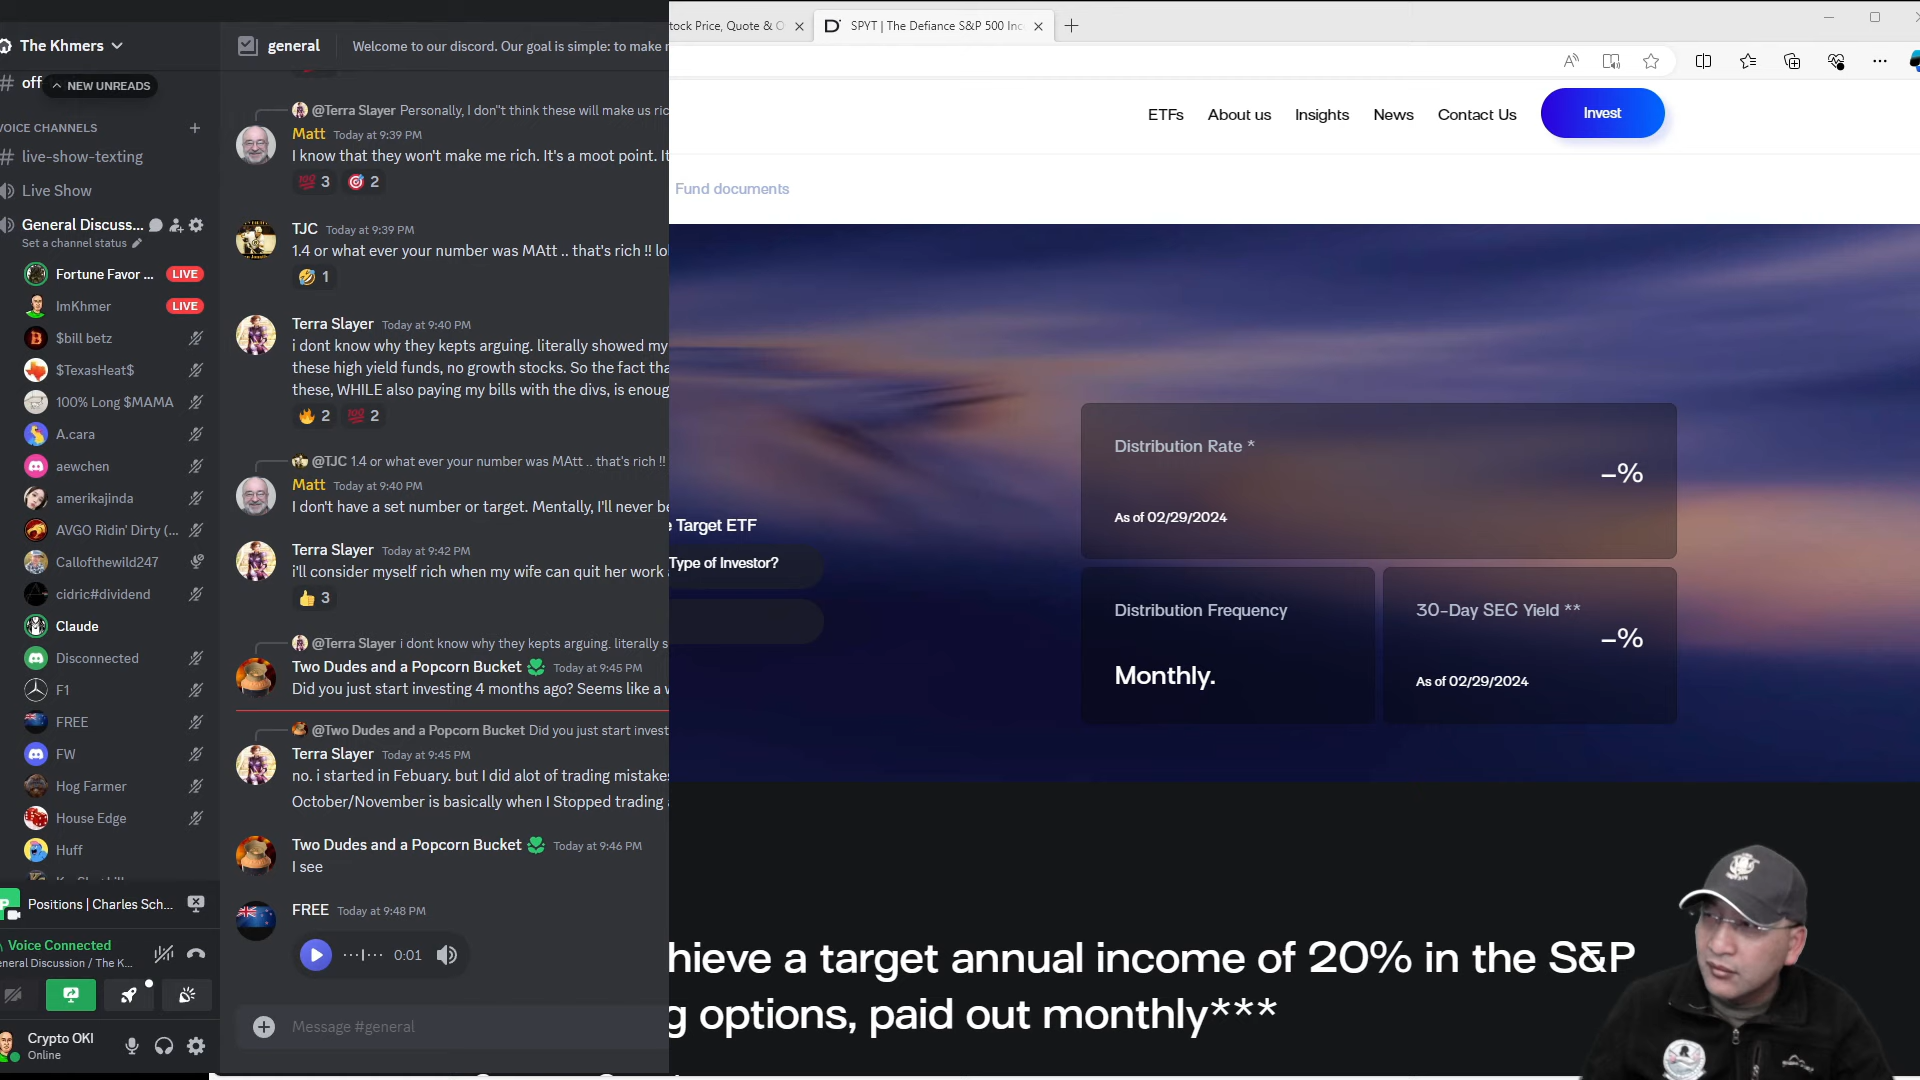 The Khmers
off
NEW UNREADS
VOICE CHANNELS
live-show-texting
Live Show
General Discuss...
Set a channel status
Fortune Favor ...
LIVE
ImKhmer
LIVE
$bill betz
$TexasHeat$
100% Long $MAMA
A.cara
aewchen
amerikajinda
AVGO Ridin' Dirty (...
Callofthewild247
cidric#dividend
Claude
Disconnected
F1
FREE
FW
Hog Farmer
House Edge
Huff
Positions | Charles Sch...
Voice Connected
eneral Discussion / The K...
Crypto OKI
Online
general
Welcome to our discord. Our goal is simple: to make
@Terra Slayer Personally, I don"t think these will make us ric
Matt Today at 9:39 PM
I know that they won't make me rich. It's a moot point. It
3
2
TJC Today at 9:39 PM
1.4 or what ever your number was MAtt .. that's rich !! lol
1
Terra Slayer Today at 9:40 PM
i dont know why they kepts arguing. literally showed my
these high yield funds, no growth stocks. So the fact tha
these, WHILE also paying my bills with the divs, is enoug
2
2
@TJC 1.4 or what ever your number was MAtt .. that's rich !!
Matt Today at 9:40 PM
I don't have a set number or target. Mentally, I'll never be
Terra Slayer Today at 9:42 PM
i'll consider myself rich when my wife can quit her work
3
@Terra Slayer i dont know why they kepts arguing. literally s
Two Dudes and a Popcorn Bucket Today at 9:45 PM
Did you just start investing 4 months ago? Seems like a
@Two Dudes and a Popcorn Bucket Did you just start invest
Terra Slayer Today at 9:45 PM
no. i started in Febuary. but I did alot of trading mistakes
October/November is basically when I Stopped trading
Two Dudes and a Popcorn Bucket Today at 9:46 PM
I see
FREE Today at 9:48 PM
0:01
Message #general
tock Price, Quote & O
SPYT | The Defiance S&P 500 Inc
ETFs
About us
Insights
News
Contact Us
Invest
Fund documents
Target ETF
Type of Investor?
Distribution Rate *
–%
As of 02/29/2024
Distribution Frequency
Monthly.
30-Day SEC Yield **
–%
As of 02/29/2024
hieve a target annual income of 20% in the S&P
g options, paid out monthly***